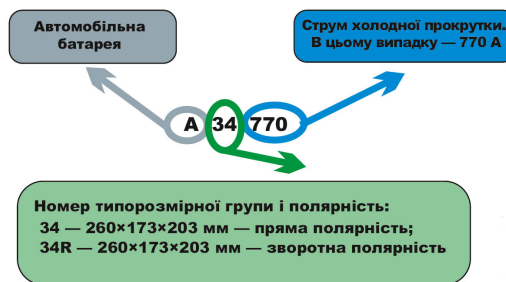 Автомобільна
батарея
Струм холодної прокрутки.
В цьому випадку — 770 А
А 34 770
Номер типорозмірної групи і полярність:
34 — 260×173×203 мм — пряма полярність;
34R — 260×173×203 мм — зворотна полярність